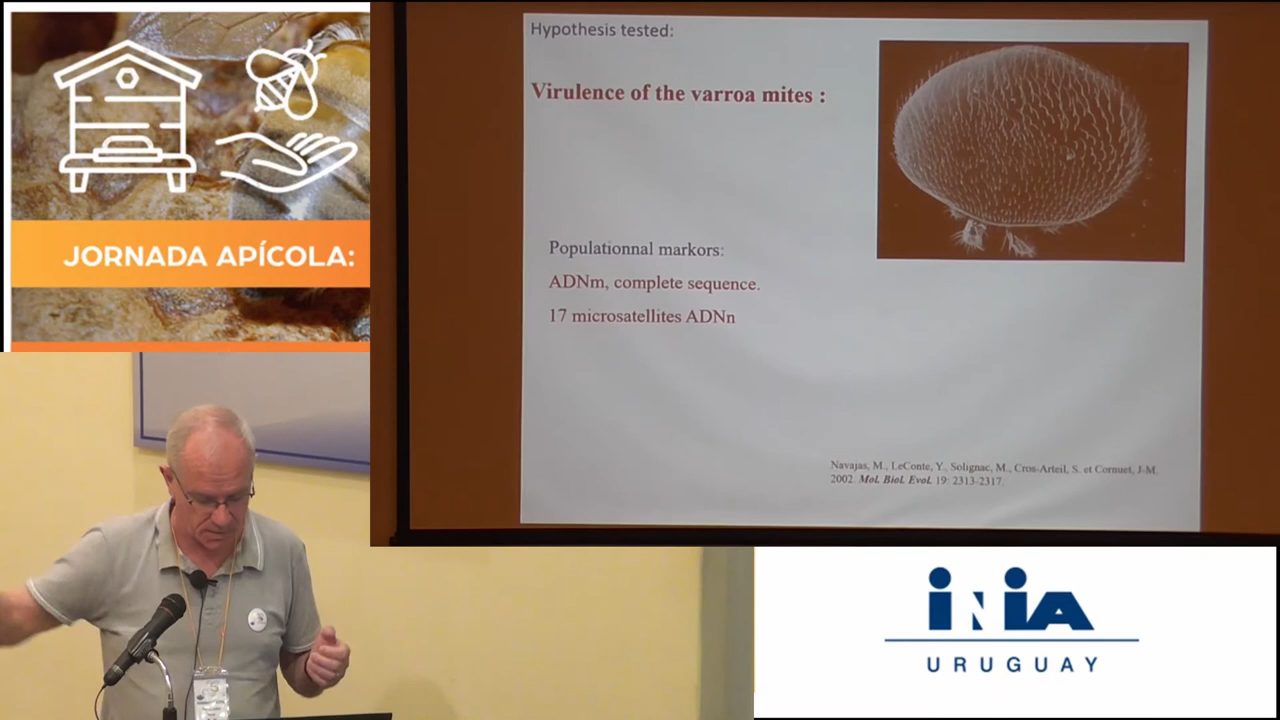 JORNADA APÍCOLA:
Hypothesis tested:
Virulence of the varroa mites :
Populationnal markors:
ADNm, complete sequence.
17 microsatellites ADNn
Navajas, M., LeConte, Y., Solignac, M., Cros-Arteil, S. et Cornuet, J-M.
2002. Mol. Biol. Evol. 19: 2313-2317.
INIA
URUGUAY